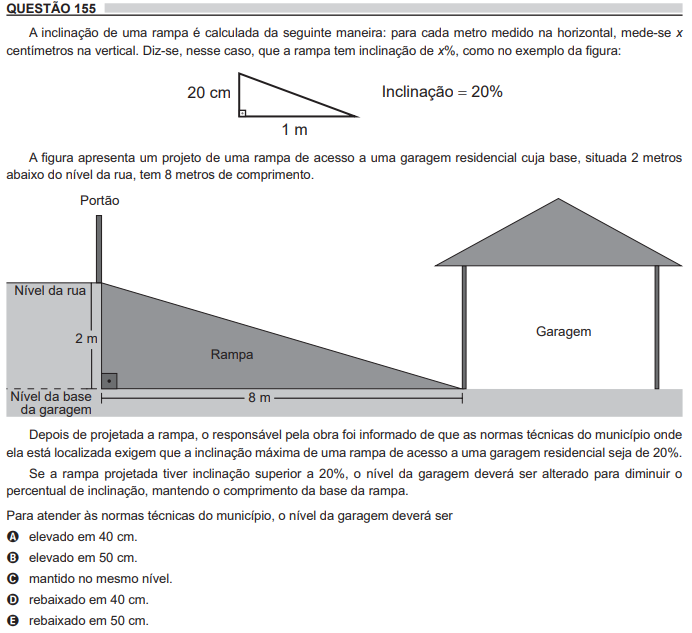 QUESTÃO 155
A inclinação de uma rampa é calculada da seguinte maneira: para cada metro medido na horizontal, mede-se x
centímetros na vertical. Diz-se, nesse caso, que a rampa tem inclinação de x%, como no exemplo da figura:
20 cm
Inclinação = 20%
1 m
A figura apresenta um projeto de uma rampa de acesso a uma garagem residencial cuja base, situada 2 metros
abaixo do nível da rua, tem 8 metros de comprimento.
Portão
Nível da rua
2 m
Rampa
Garagem
Nível da base
da garagem
8 m
Depois de projetada a rampa, o responsável pela obra foi informado de que as normas técnicas do município onde
ela está localizada exigem que a inclinação máxima de uma rampa de acesso a uma garagem residencial seja de 20%.
Se a rampa projetada tiver inclinação superior a 20%, o nível da garagem deverá ser alterado para diminuir o
percentual de inclinação, mantendo o comprimento da base da rampa.
Para atender às normas técnicas do município, o nível da garagem deverá ser
A elevado em 40 cm.
B elevado em 50 cm.
C mantido no mesmo nível.
D rebaixado em 40 cm.
E rebaixado em 50 cm.